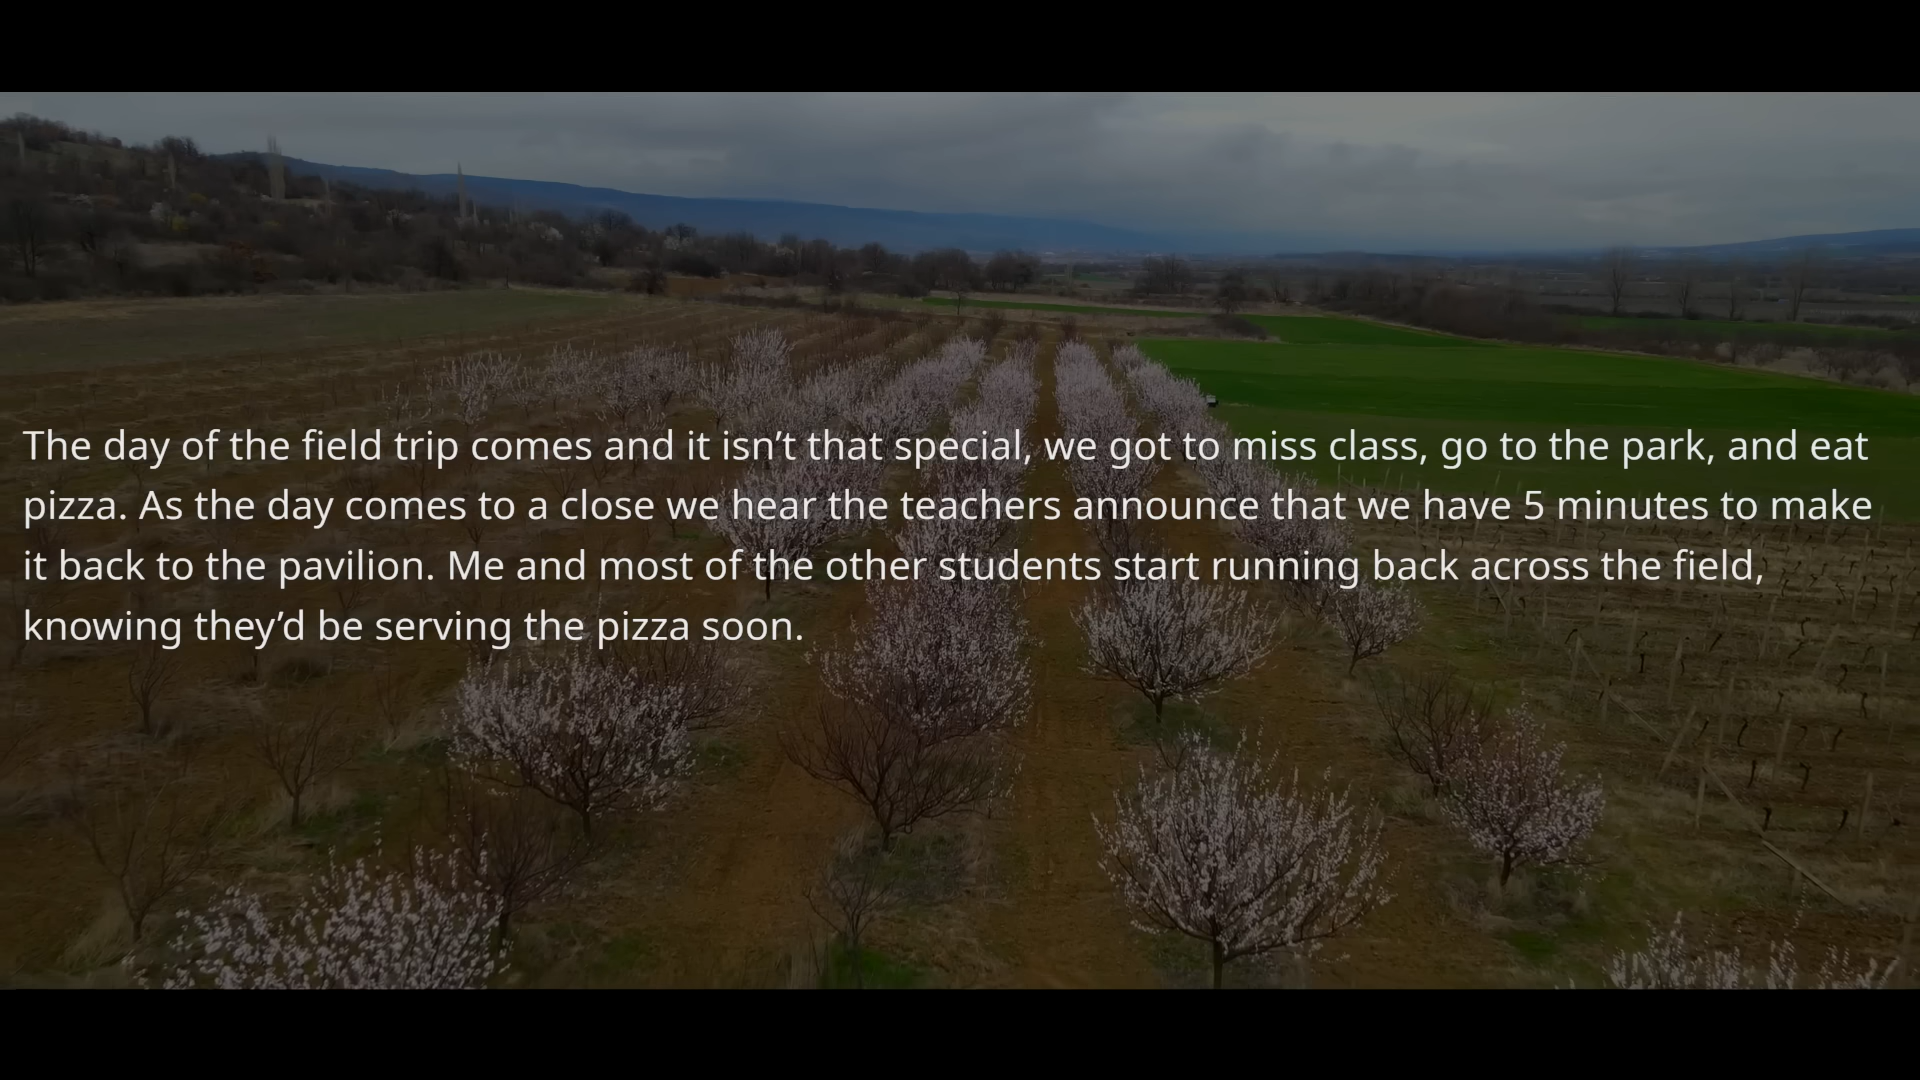 The day of the field trip comes and it isn’t that special, we got to miss class, go to the park, and eat
pizza. As the day comes to a close we hear the teachers announce that we have 5 minutes to make
it back to the pavilion. Me and most of the other students start running back across the field,
knowing they’d be serving the pizza soon.